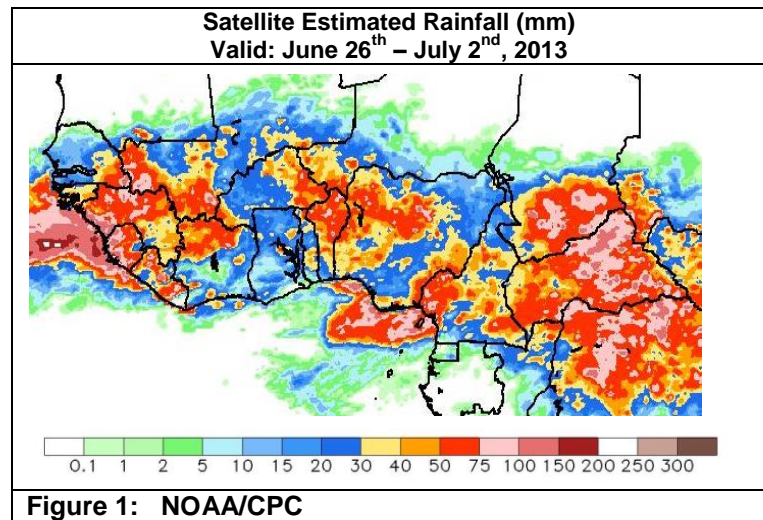 Satellite Estimated Rainfall (mm)
Valid: June 26th – July 2nd, 2013
0.1 1 2 5 10 15 20 30 40 50 75 100 150 200 250 300
Figure 1: NOAA/CPC